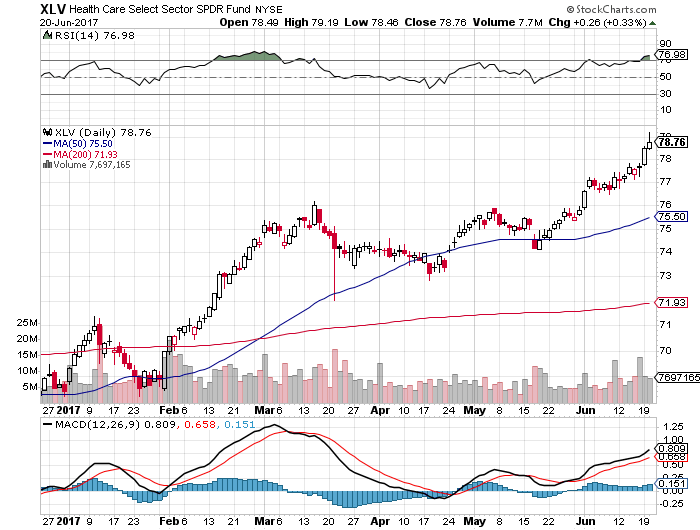 XLV Health Care Select Sector SPDR Fund NYSE
© StockCharts.com
20-Jun-2017
Open 78.49 High 79.19 Low 78.46 Close 78.76 Volume 7.7M Chg +0.26 (+0.33%)
RSI(14) 76.98
90
76.98
70
50
30
10
XLV (Daily) 78.76
MA(50) 75.50
MA(200) 71.93
Volume 7,697,165
79
78.76
78
77
76
75.50
75
74
73
71.93
71
70
25M
20M
15M
10M
5M
7697165
27 2017 9 17 23 Feb 6 13 21 Mar 6 13 20 27 Apr 10 17 24 May 8 15 22 Jun 12 19
MACD(12,26,9) 0.809, 0.658, 0.151
1.25
1.00
0.809
0.658
0.151
0.00
-0.25
27 2017 9 17 23 Feb 6 13 21 Mar 6 13 20 27 Apr 10 17 24 May 8 15 22 Jun 12 19